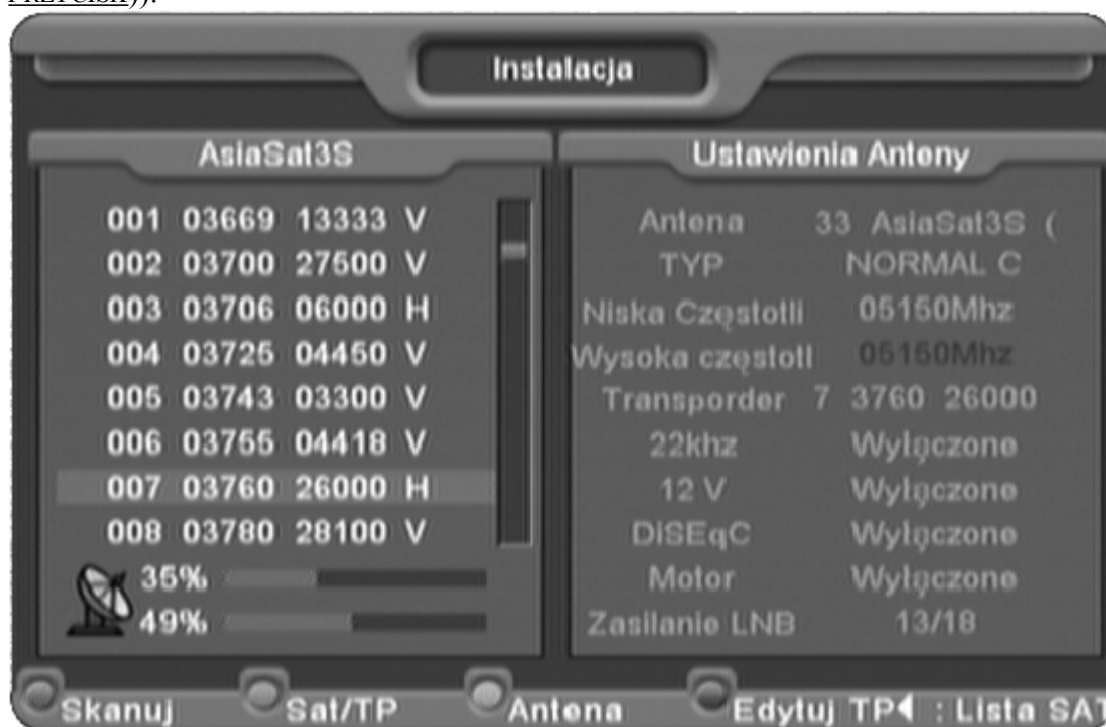 PRZYCISK)).
Instalacja
AsiaSat3S
001 03669 13333 V
002 03700 27500 V
003 03706 06000 H
004 03725 04450 V
005 03743 03300 V
006 03755 04418 V
007 03760 26000 H
008 03780 28100 V
35%
49%
Ustawienia Anteny
Antena 33 AsiaSat3S (
TYP NORMAL C
Niska Częstotli 05150Mhz
Wysoka częstotl 05150Mhz
Transporder 7 3760 26000
22khz Wyłączone
12 V Wyłączone
DiSEqC Wyłączone
Motor Wyłączone
Zasilanie LNB 13/18
Skanuj Sat/TP Antena Edytuj TP◀ : Lista SAT